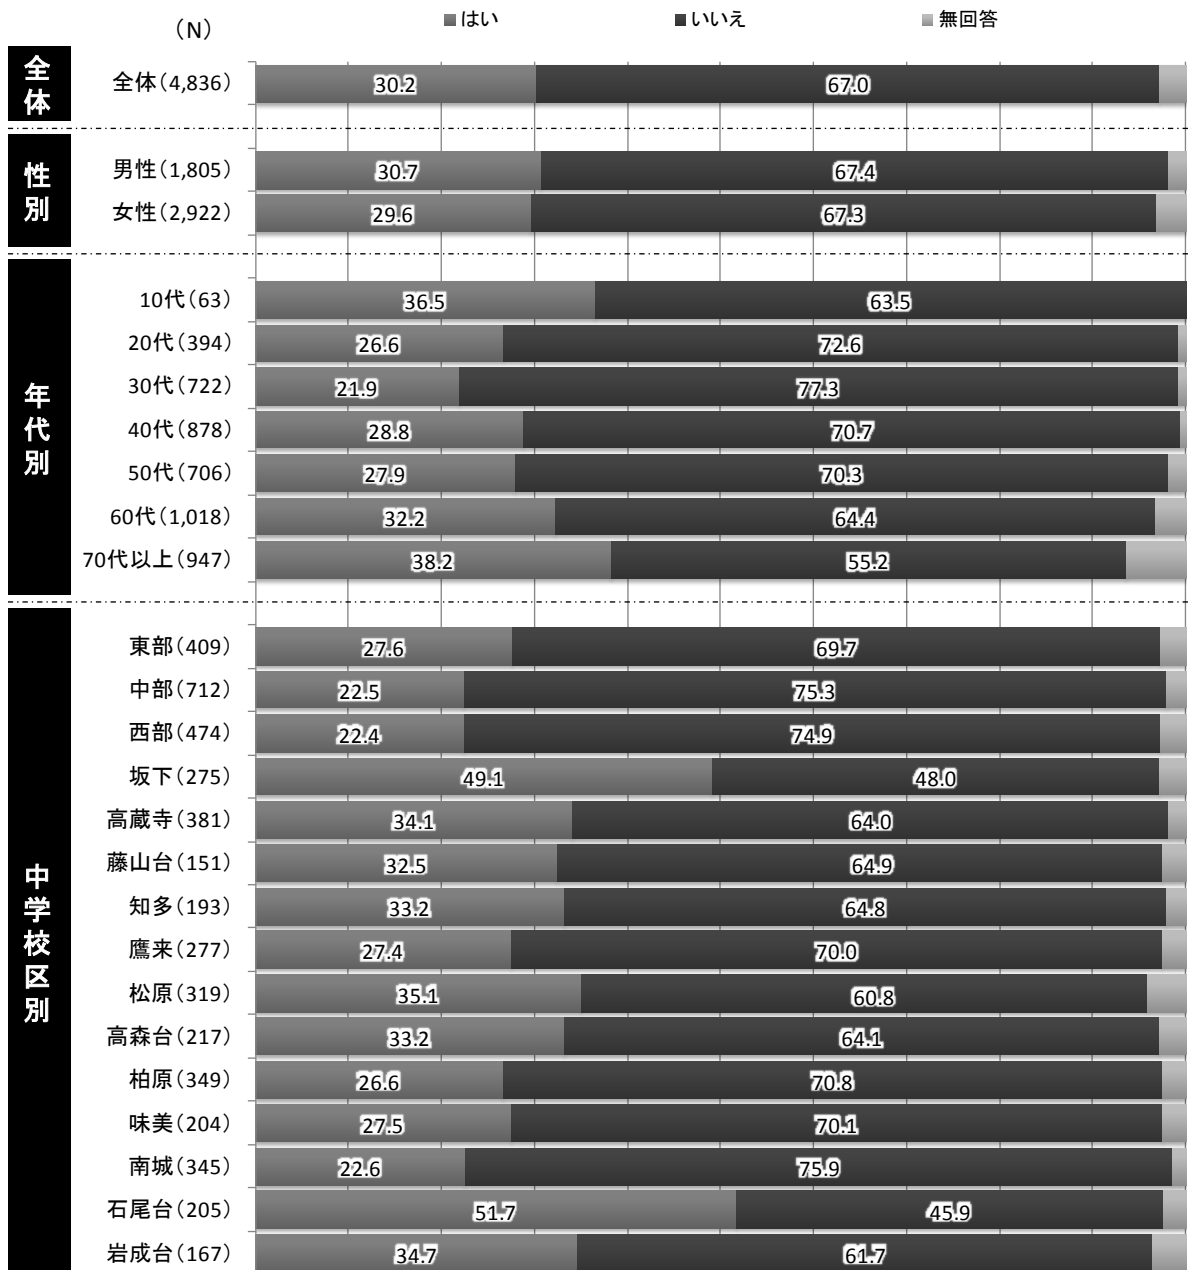 （N）
■はい ■いいえ ■無回答
全体
全体（4,836） 30.2 67.0
性別
男性（1,805） 30.7 67.4
女性（2,922） 29.6 67.3
年代別
10代（63） 36.5 63.5
20代（394） 26.6 72.6
30代（722） 21.9 77.3
40代（878） 28.8 70.7
50代（706） 27.9 70.3
60代（1,018） 32.2 64.4
70代以上（947） 38.2 55.2
中学校区別
東部（409） 27.6 69.7
中部（712） 22.5 75.3
西部（474） 22.4 74.9
坂下（275） 49.1 48.0
高蔵寺（381） 34.1 64.0
藤山台（151） 32.5 64.9
知多（193） 33.2 64.8
鷹来（277） 27.4 70.0
松原（319） 35.1 60.8
高森台（217） 33.2 64.1
柏原（349） 26.6 70.8
味美（204） 27.5 70.1
南城（345） 22.6 75.9
石尾台（205） 51.7 45.9
岩成台（167） 34.7 61.7